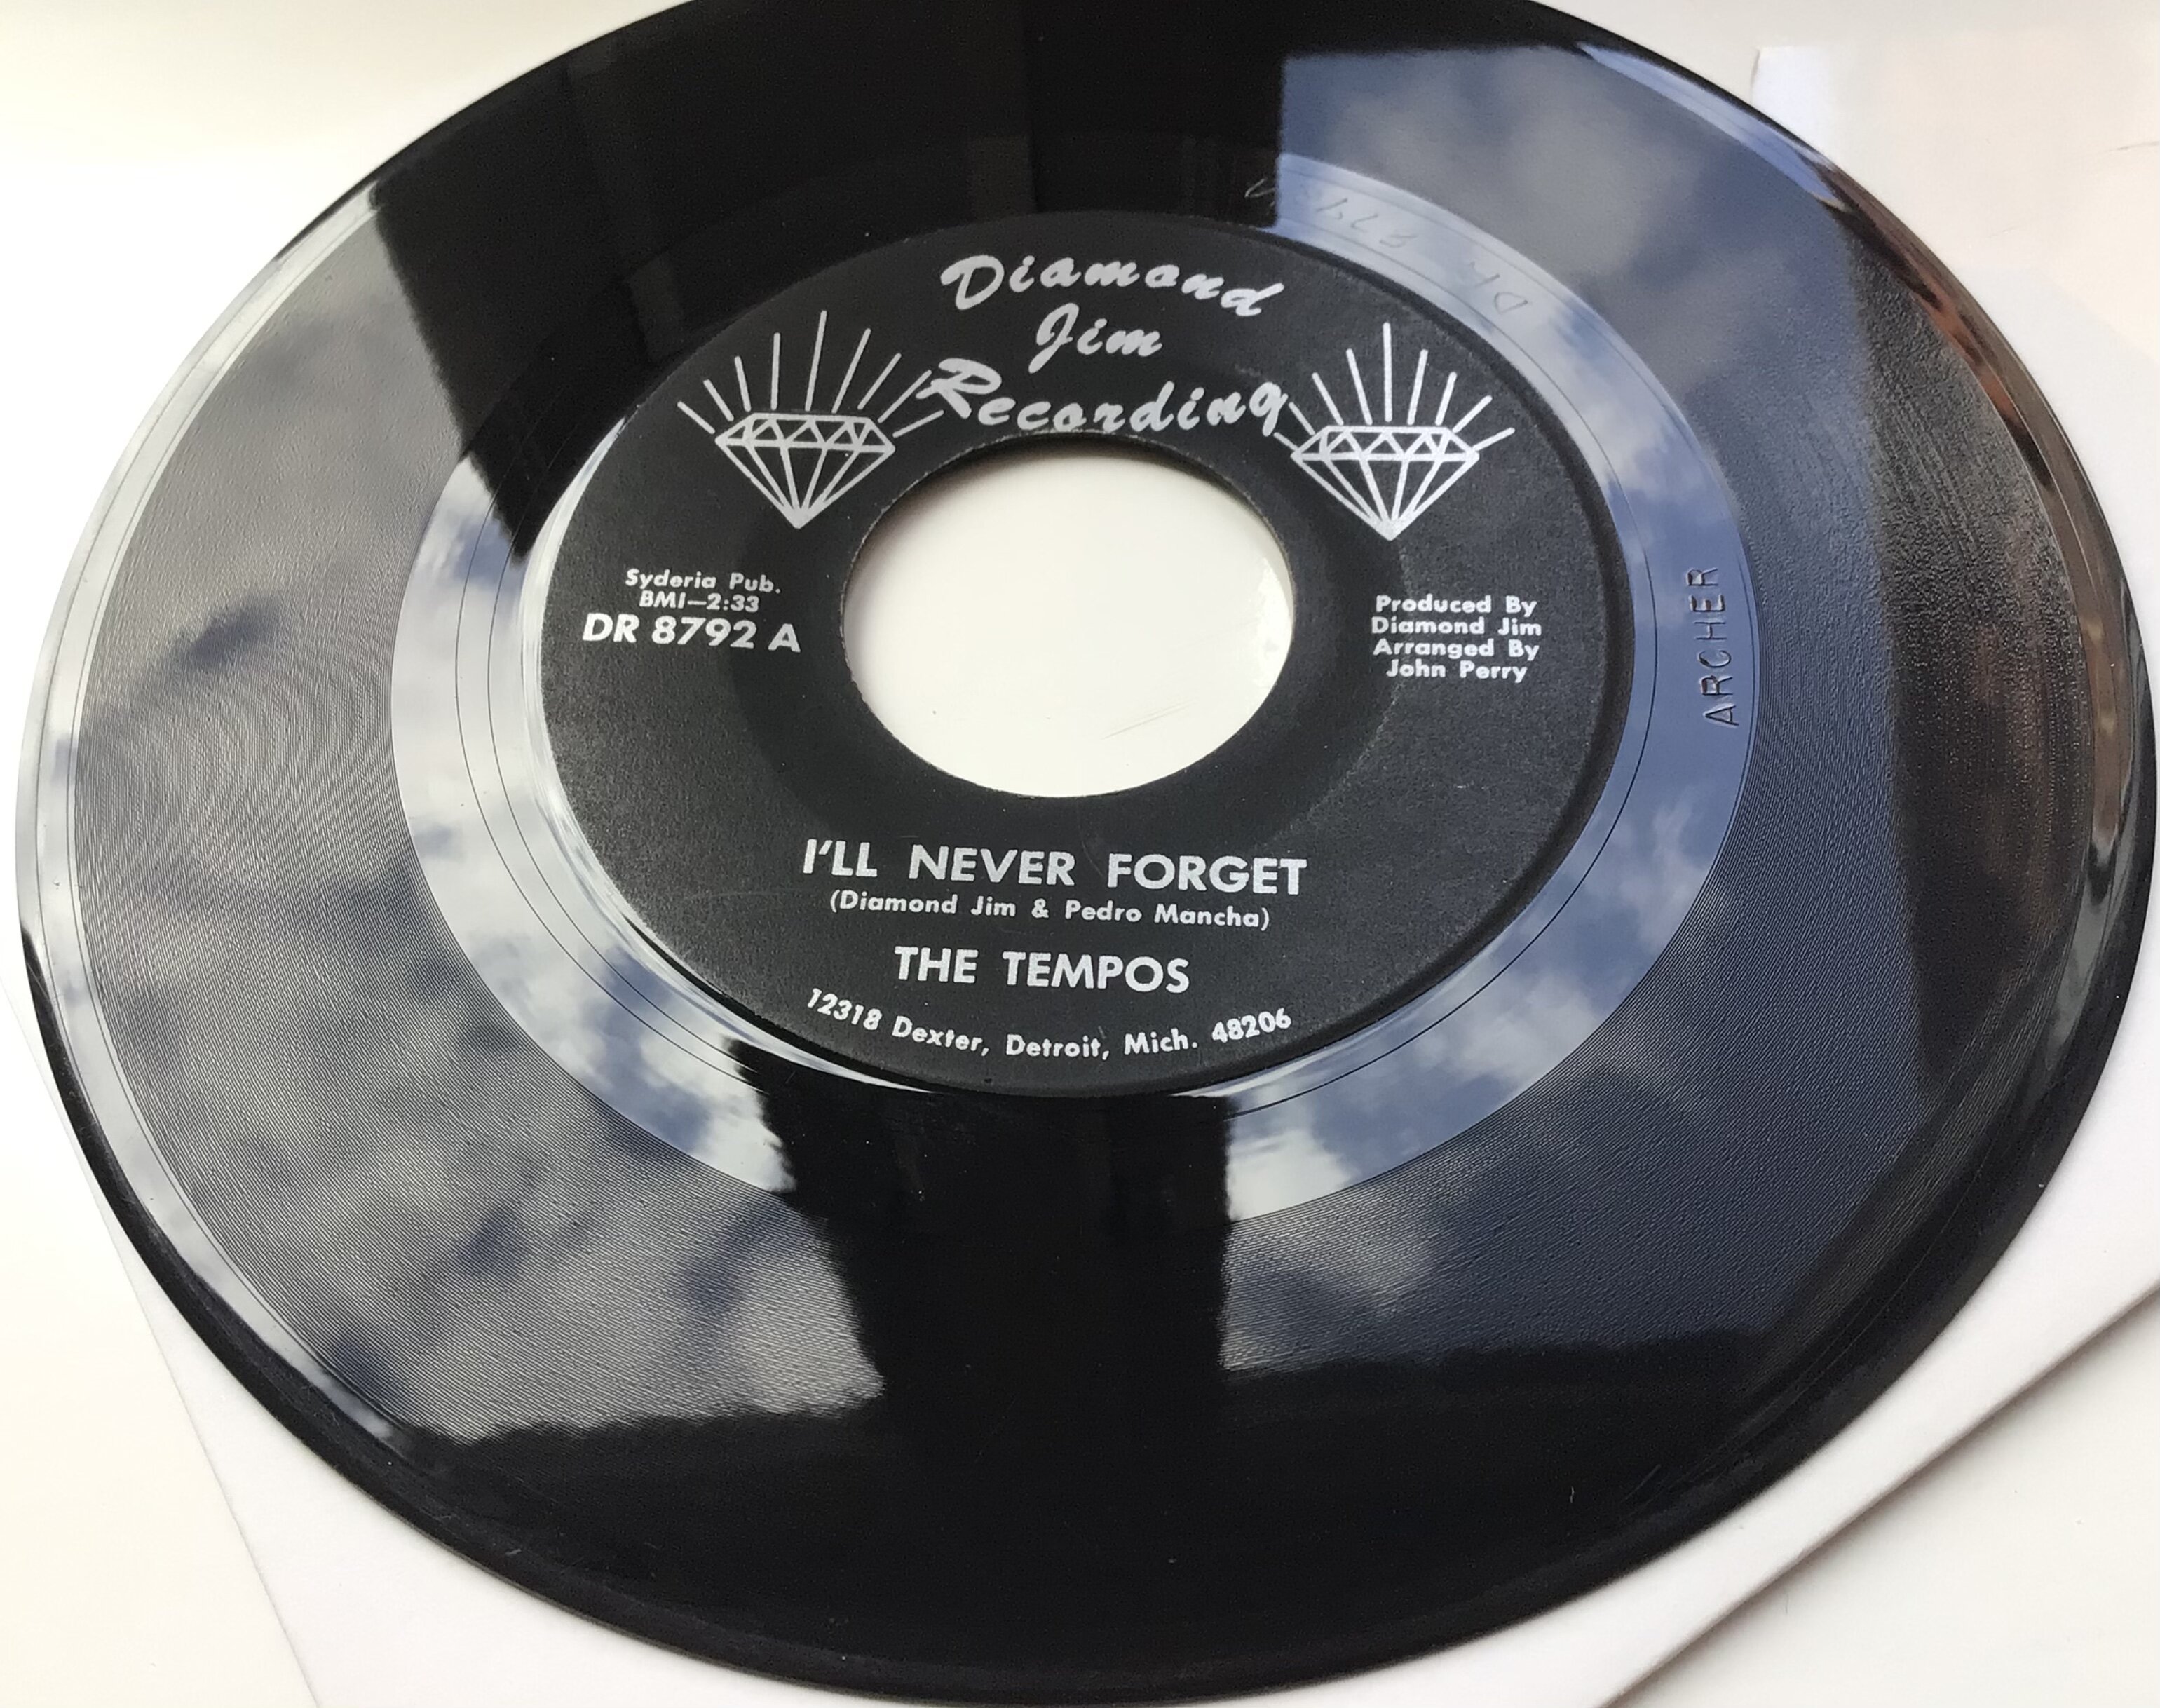 Diamond
Jim
Recording
Syderia Pub.
BMI—2:33
DR 8792 A
Produced By
Diamond Jim
Arranged By
John Perry
ARCHER
I'LL NEVER FORGET
(Diamond Jim & Pedro Mancha)
THE TEMPOS
12318 Dexter, Detroit, Mich. 48206